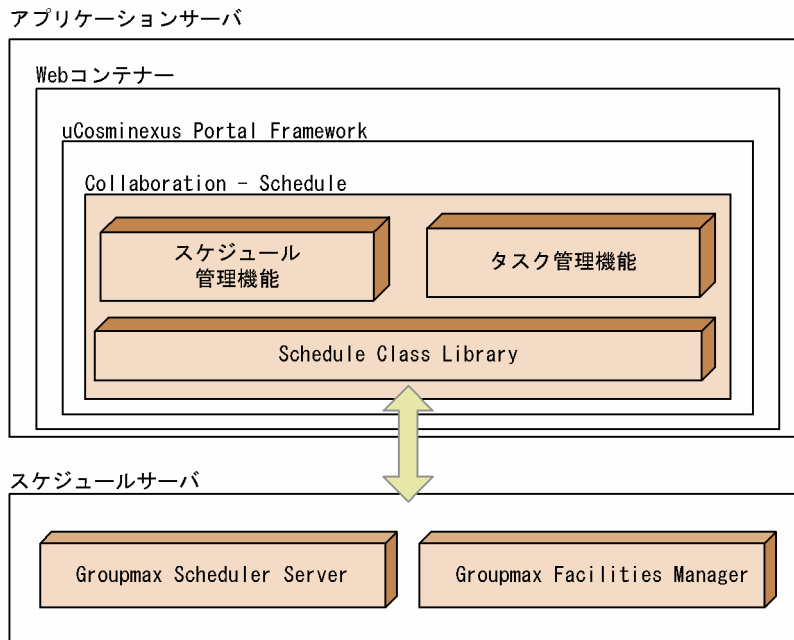 アプリケーションサーバ
Webコンテナー
uCosminexus Portal Framework
Collaboration - Schedule
スケジュール
管理機能
タスク管理機能
Schedule Class Library
スケジュールサーバ
Groupmax Scheduler Server
Groupmax Facilities Manager